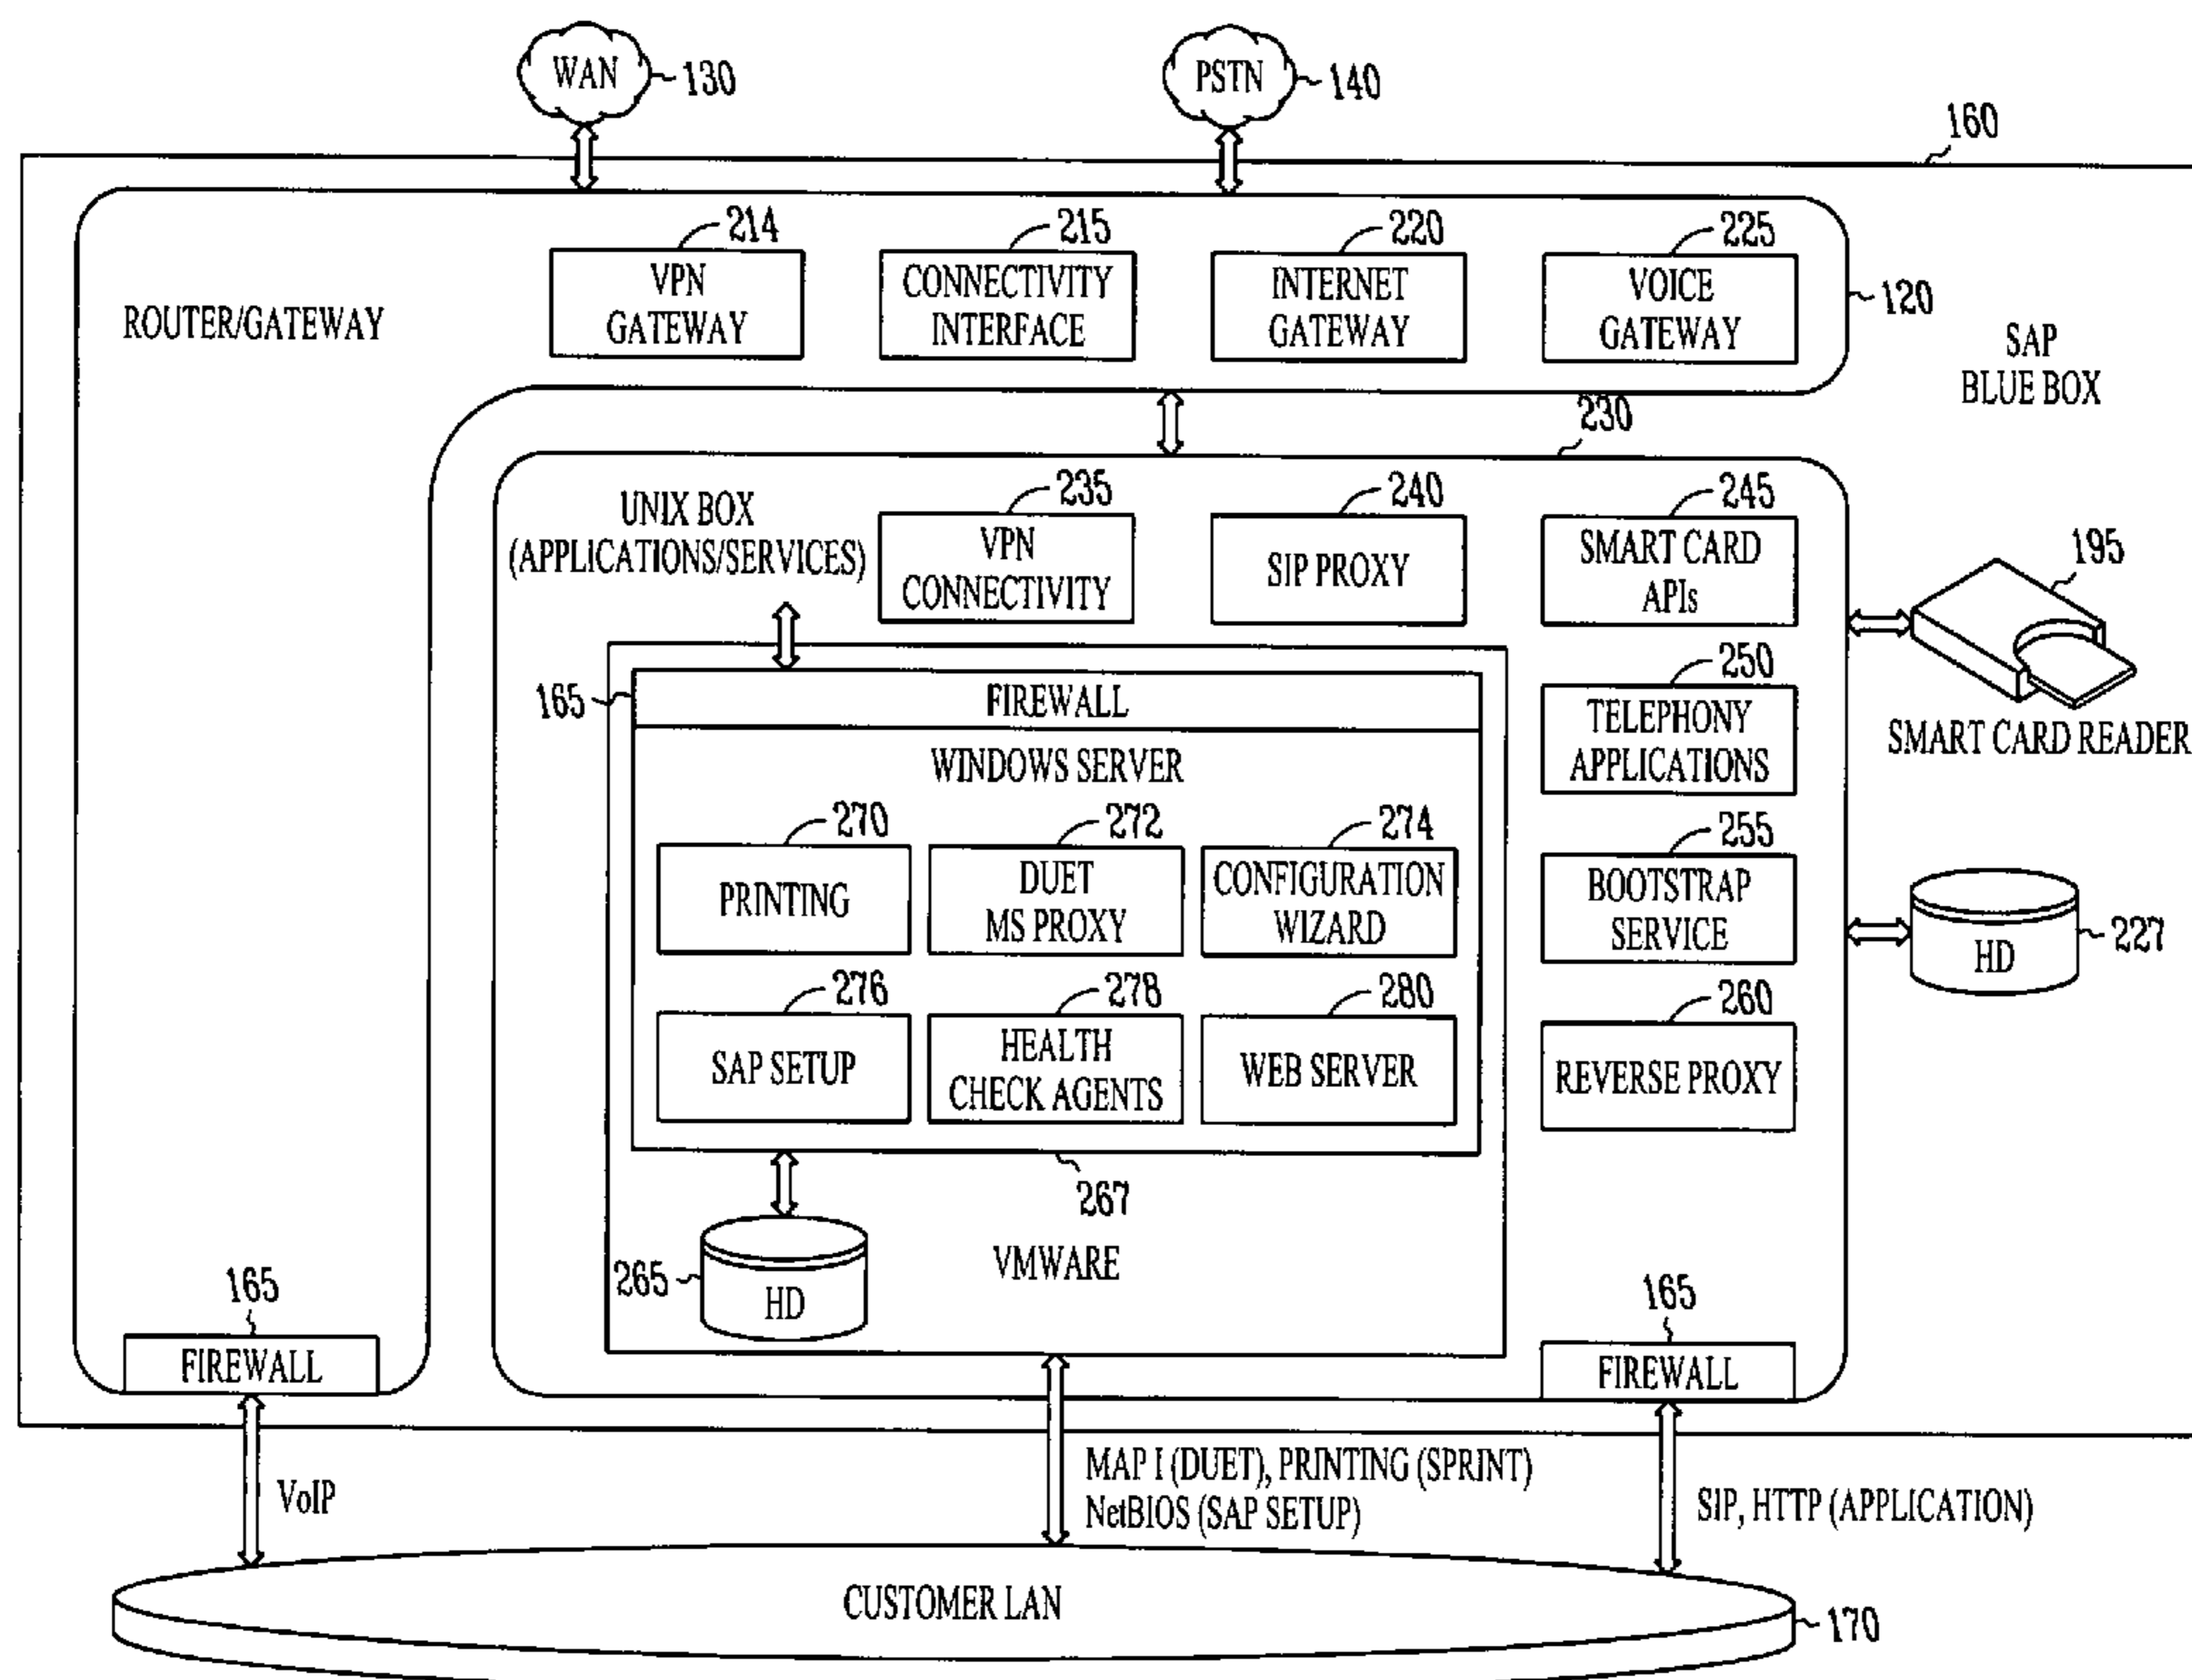 WAN 130
PSTN 140
160
214
215
220
225
VPN
GATEWAY
CONNECTIVITY
INTERFACE
INTERNET
GATEWAY
VOICE
GATEWAY
ROUTER/GATEWAY
120
SAP
BLUE BOX
230
UNIX BOX
(APPLICATIONS/SERVICES)
235
VPN
CONNECTIVITY
240
SIP PROXY
245
SMART CARD
APIs
195
SMART CARD READER
165
FIREWALL
WINDOWS SERVER
250
TELEPHONY
APPLICATIONS
270
PRINTING
272
DUET
MS PROXY
274
CONFIGURATION
WIZARD
255
BOOTSTRAP
SERVICE
HD
227
276
SAP SETUP
278
HEALTH
CHECK AGENTS
280
WEB SERVER
260
REVERSE PROXY
267
265
HD
VMWARE
165
FIREWALL
165
FIREWALL
VoIP
MAP I (DUET), PRINTING (SPRINT)
NetBIOS (SAP SETUP)
SIP, HTTP (APPLICATION)
CUSTOMER LAN
170